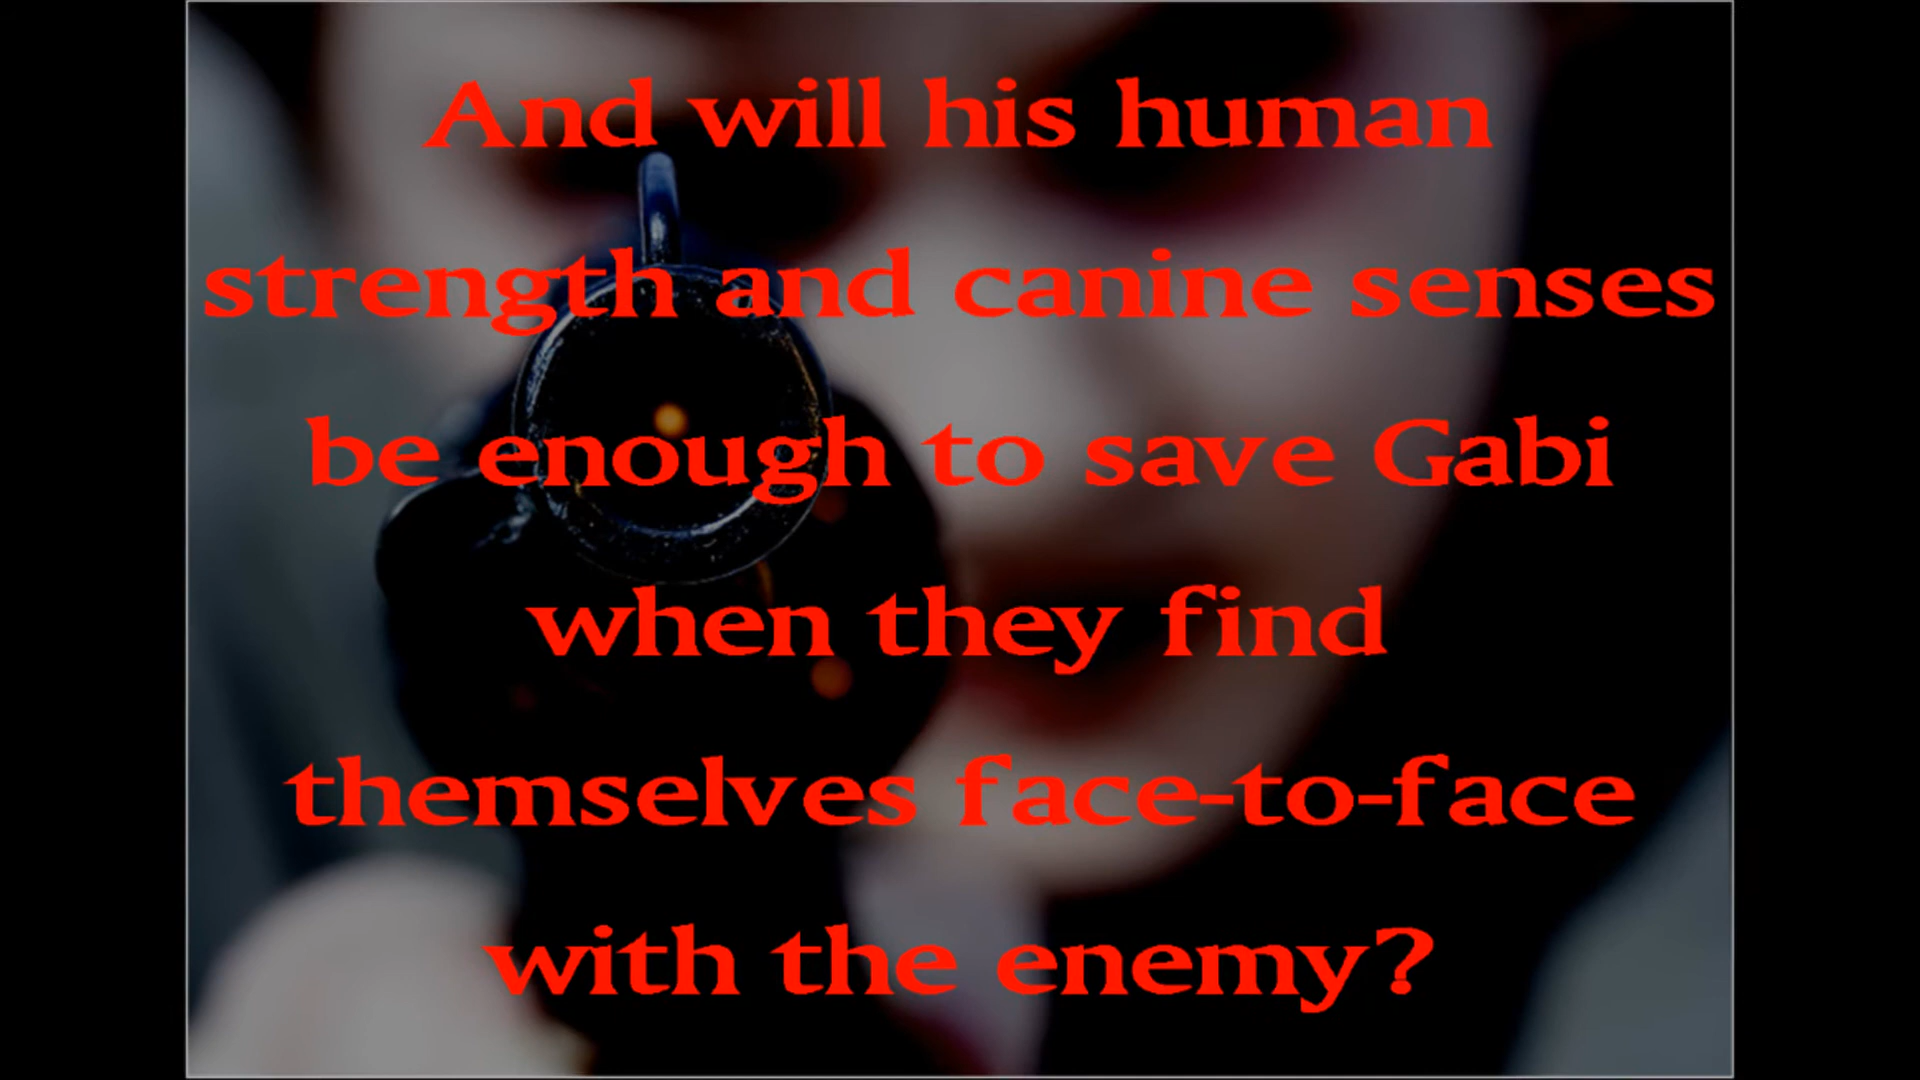 And will his human
strength and canine senses
be enough to save Gabi
when they find
themselves face-to-face
with the enemy?